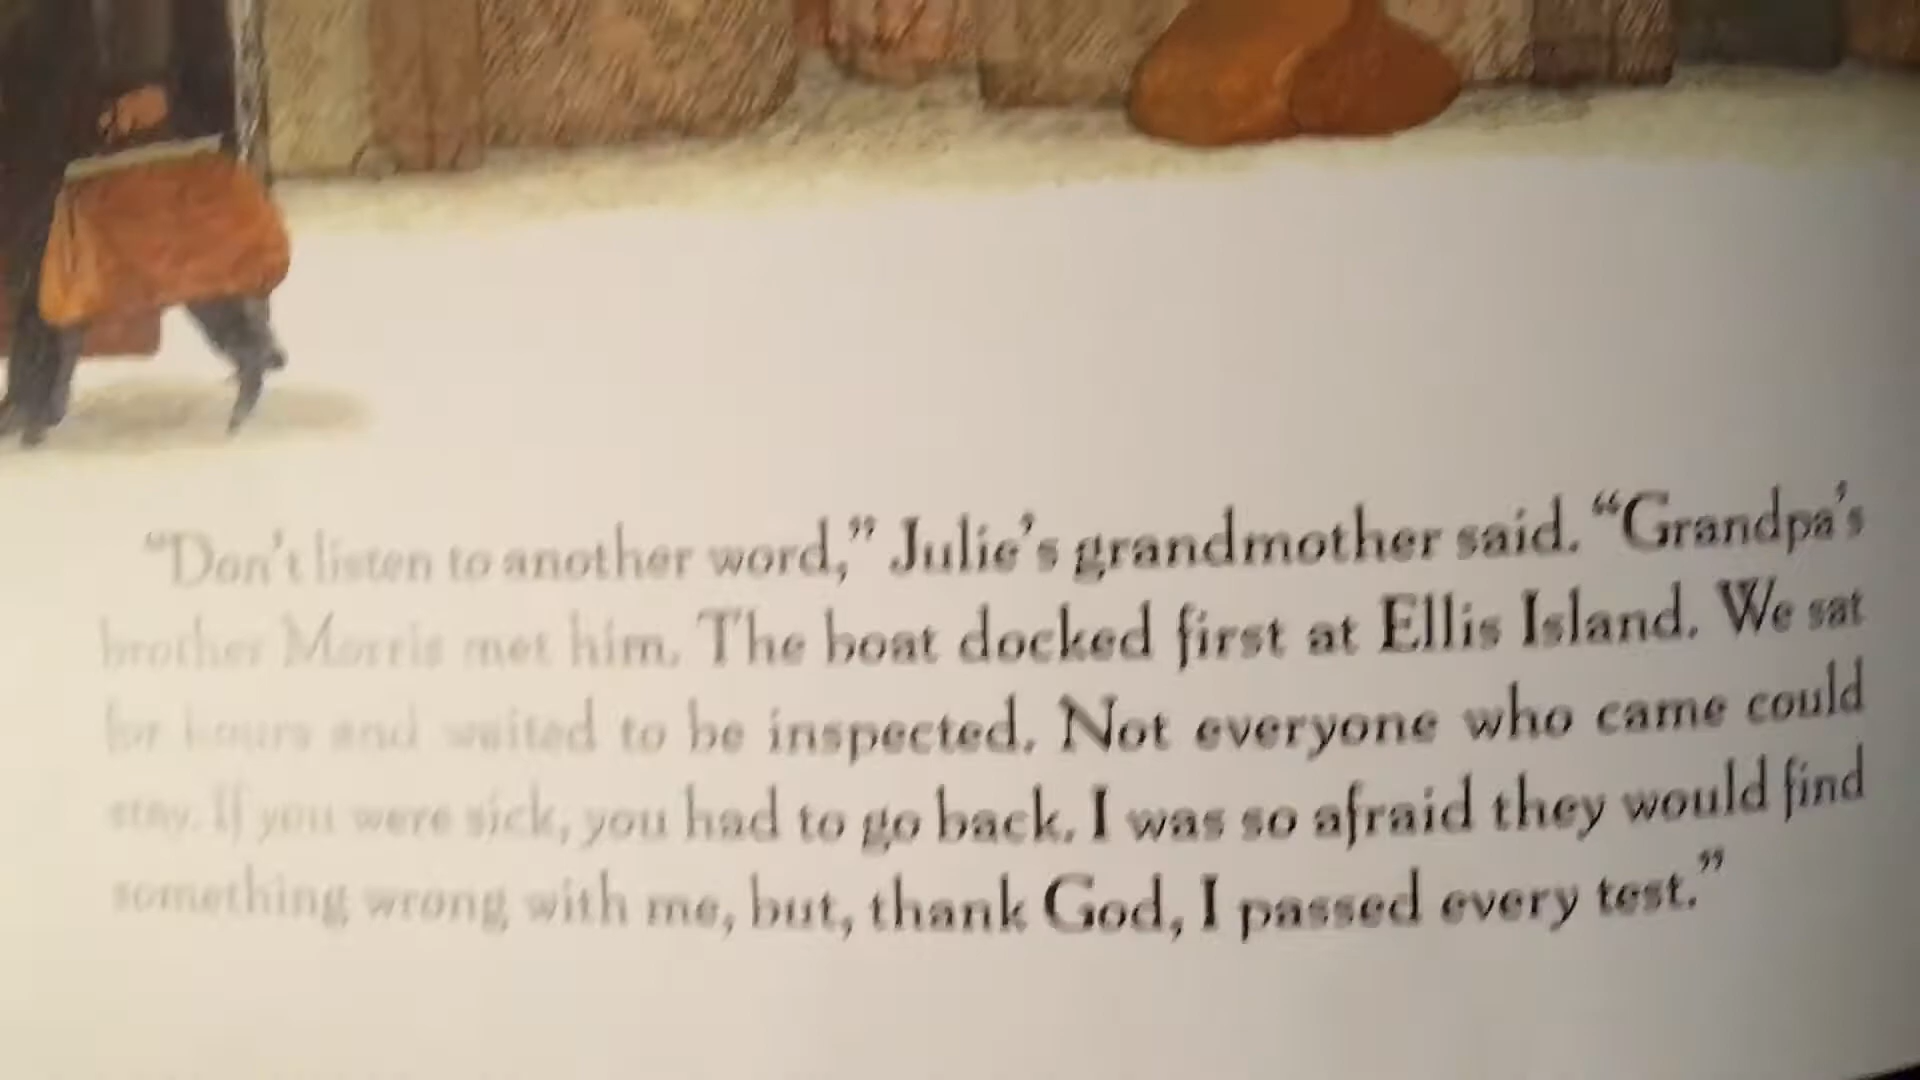 “Don't listen to another word,” Julie's grandmother said. “Grandpa's
brother Morris met him. The boat docked first at Ellis Island. We sat
for hours and waited to be inspected. Not everyone who came could
stay. If you were sick, you had to go back. I was so afraid they would find
something wrong with me, but, thank God, I passed every test.”